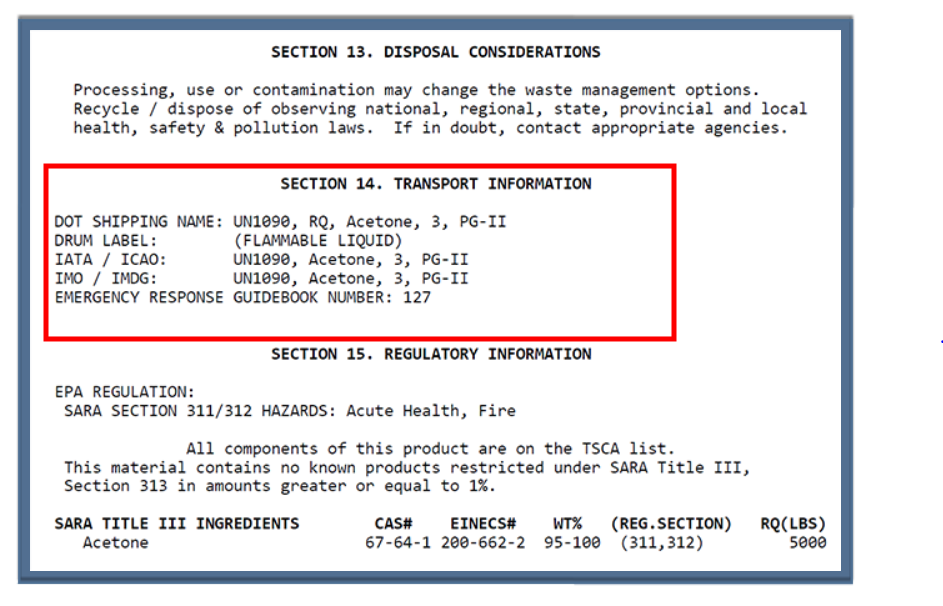 SECTION 13. DISPOSAL CONSIDERATIONS
Processing, use or contamination may change the waste management options.
Recycle / dispose of observing national, regional, state, provincial and local
health, safety & pollution laws. If in doubt, contact appropriate agencies.
SECTION 14. TRANSPORT INFORMATION
DOT SHIPPING NAME: UN1090, RQ, Acetone, 3, PG-II
DRUM LABEL: (FLAMMABLE LIQUID)
IATA / ICAO: UN1090, Acetone, 3, PG-II
IMO / IMDG: UN1090, Acetone, 3, PG-II
EMERGENCY RESPONSE GUIDEBOOK NUMBER: 127
SECTION 15. REGULATORY INFORMATION
EPA REGULATION:
SARA SECTION 311/312 HAZARDS: Acute Health, Fire
All components of this product are on the TSCA list.
This material contains no known products restricted under SARA Title III,
Section 313 in amounts greater or equal to 1%.
SARA TITLE III INGREDIENTS CAS# EINECS# WT% (REG.SECTION) RQ(LBS)
Acetone 67-64-1 200-662-2 95-100 (311,312) 5000